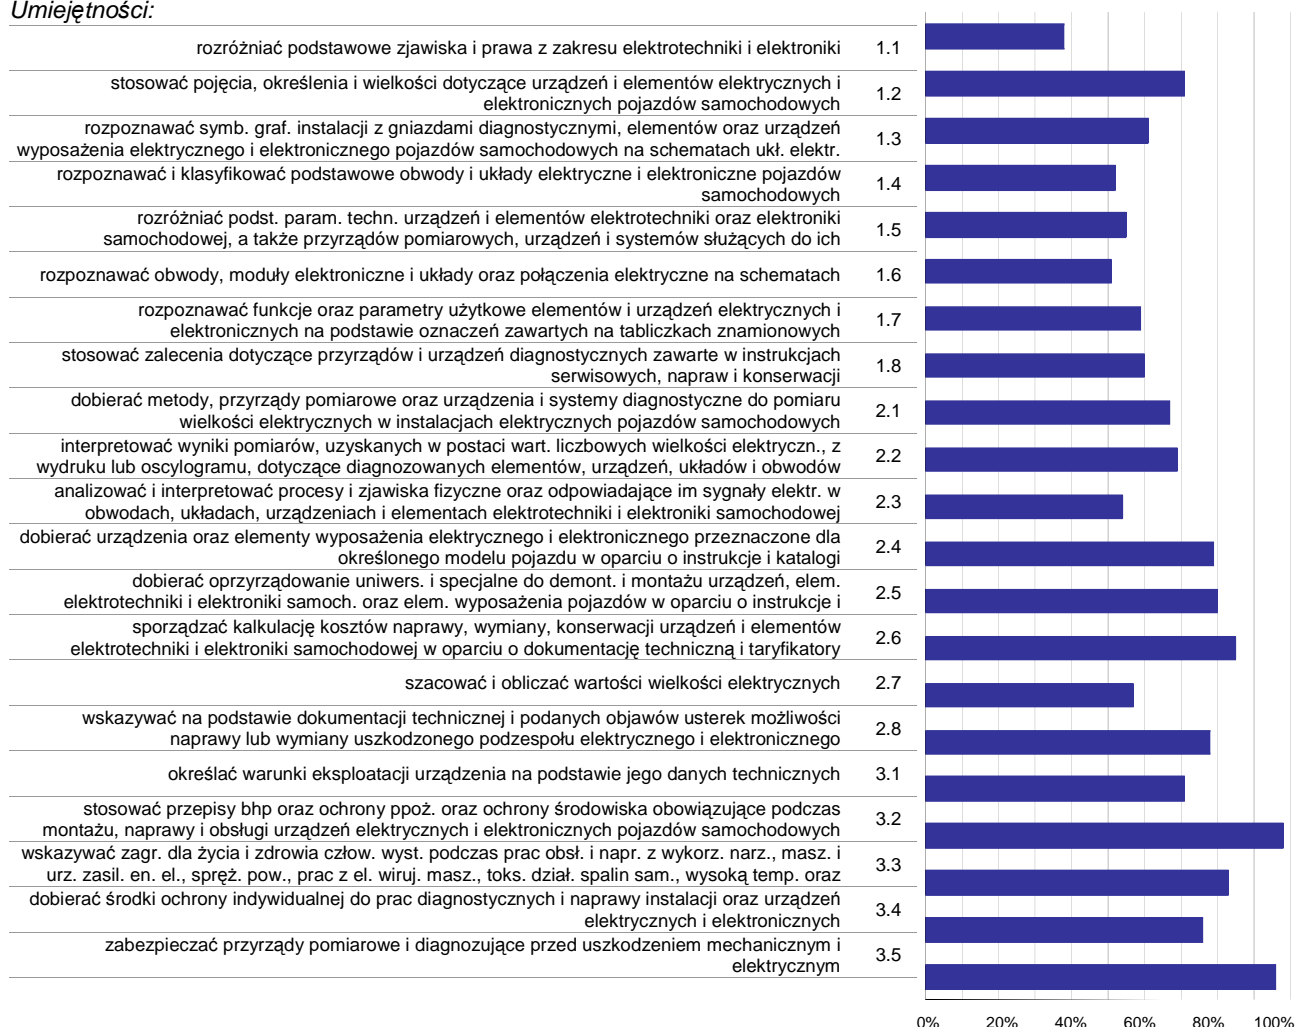 Umiejętności:
rozróżniać podstawowe zjawiska i prawa z zakresu elektrotechniki i elektroniki 1.1
stosować pojęcia, określenia i wielkości dotyczące urządzeń i elementów elektrycznych i
elektronicznych pojazdów samochodowych 1.2
rozpoznawać symb. graf. instalacji z gniazdami diagnostycznymi, elementów oraz urządzeń
wyposażenia elektrycznego i elektronicznego pojazdów samochodowych na schematach ukł. elektr. 1.3
rozpoznawać i klasyfikować podstawowe obwody i układy elektryczne i elektroniczne pojazdów
samochodowych 1.4
rozróżniać podst. param. techn. urządzeń i elementów elektrotechniki oraz elektroniki
samochodowej, a także przyrządów pomiarowych, urządzeń i systemów służących do ich 1.5
rozpoznawać obwody, moduły elektroniczne i układy oraz połączenia elektryczne na schematach 1.6
rozpoznawać funkcje oraz parametry użytkowe elementów i urządzeń elektrycznych i
elektronicznych na podstawie oznaczeń zawartych na tabliczkach znamionowych 1.7
stosować zalecenia dotyczące przyrządów i urządzeń diagnostycznych zawarte w instrukcjach
serwisowych, napraw i konserwacji 1.8
dobierać metody, przyrządy pomiarowe oraz urządzenia i systemy diagnostyczne do pomiaru
wielkości elektrycznych w instalacjach elektrycznych pojazdów samochodowych 2.1
interpretować wyniki pomiarów, uzyskanych w postaci wart. liczbowych wielkości elektryczn., z
wydruku lub oscylogramu, dotyczące diagnozowanych elementów, urządzeń, układów i obwodów 2.2
analizować i interpretować procesy i zjawiska fizyczne oraz odpowiadające im sygnały elektr. w
obwodach, układach, urządzeniach i elementach elektrotechniki i elektroniki samochodowej 2.3
dobierać urządzenia oraz elementy wyposażenia elektrycznego i elektronicznego przeznaczone dla
określonego modelu pojazdu w oparciu o instrukcje i katalogi 2.4
dobierać oprzyrządowanie uniwers. i specjalne do demont. i montażu urządzeń, elem.
elektrotechniki i elektroniki samoch. oraz elem. wyposażenia pojazdów w oparciu o instrukcje i 2.5
sporządzać kalkulację kosztów naprawy, wymiany, konserwacji urządzeń i elementów
elektrotechniki i elektroniki samochodowej w oparciu o dokumentację techniczną i taryfikatory 2.6
szacować i obliczać wartości wielkości elektrycznych 2.7
wskazywać na podstawie dokumentacji technicznej i podanych objawów usterek możliwości
naprawy lub wymiany uszkodzonego podzespołu elektrycznego i elektronicznego 2.8
określać warunki eksploatacji urządzenia na podstawie jego danych technicznych 3.1
stosować przepisy bhp oraz ochrony ppoż. oraz ochrony środowiska obowiązujące podczas
montażu, naprawy i obsługi urządzeń elektrycznych i elektronicznych pojazdów samochodowych 3.2
wskazywać zagr. dla życia i zdrowia człow. wyst. podczas prac obsł. i napr. z wykorz. narz., masz. i
urz. zasil. en. el., spręż. pow., prac z el. wiruj. masz., toks. dział. spalin sam., wysoką temp. oraz 3.3
dobierać środki ochrony indywidualnej do prac diagnostycznych i naprawy instalacji oraz urządzeń
elektrycznych i elektronicznych 3.4
zabezpieczać przyrządy pomiarowe i diagnozujące przed uszkodzeniem mechanicznym i
elektrycznym 3.5
0% 20% 40% 60% 80% 100%